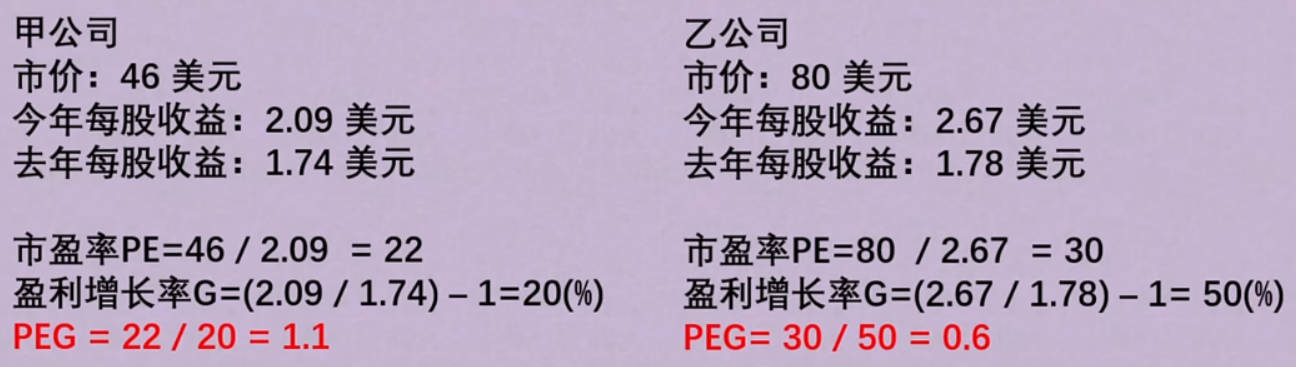 甲公司
市价：46 美元
今年每股收益：2.09 美元
去年每股收益：1.74 美元
市盈率PE=46 / 2.09 = 22
盈利增长率G=(2.09 / 1.74) – 1=20(%)
PEG = 22 / 20 = 1.1
乙公司
市价：80 美元
今年每股收益：2.67 美元
去年每股收益：1.78 美元
市盈率PE=80 / 2.67 = 30
盈利增长率G=(2.67 / 1.78) – 1= 50(%)
PEG= 30 / 50 = 0.6